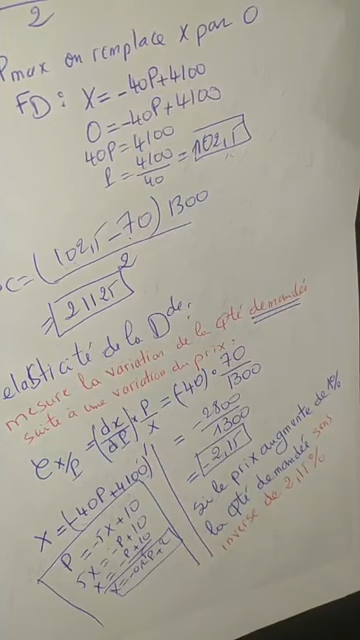 2
Pmax on remplace X par 0
FD: X = -40P+4100
0 = -40P+4100
40P = 4100
P = 4100/40 = 102,5
SC = (102,5-70)1300 / 2
= 21125
elasticité de la Dde:
mesure la variation de la qté demandée
suite à une variation du prix:
e x/p = (dx/dP) × P/X = (-40) · 70/1300
= -2800/1300
= -2,15
Si le prix augmente de 1%
la qté demandés sens
inverse de 2,15%
X = (-40P+4100)'
P = -5X+10
5X = -P+10
X = -P+10